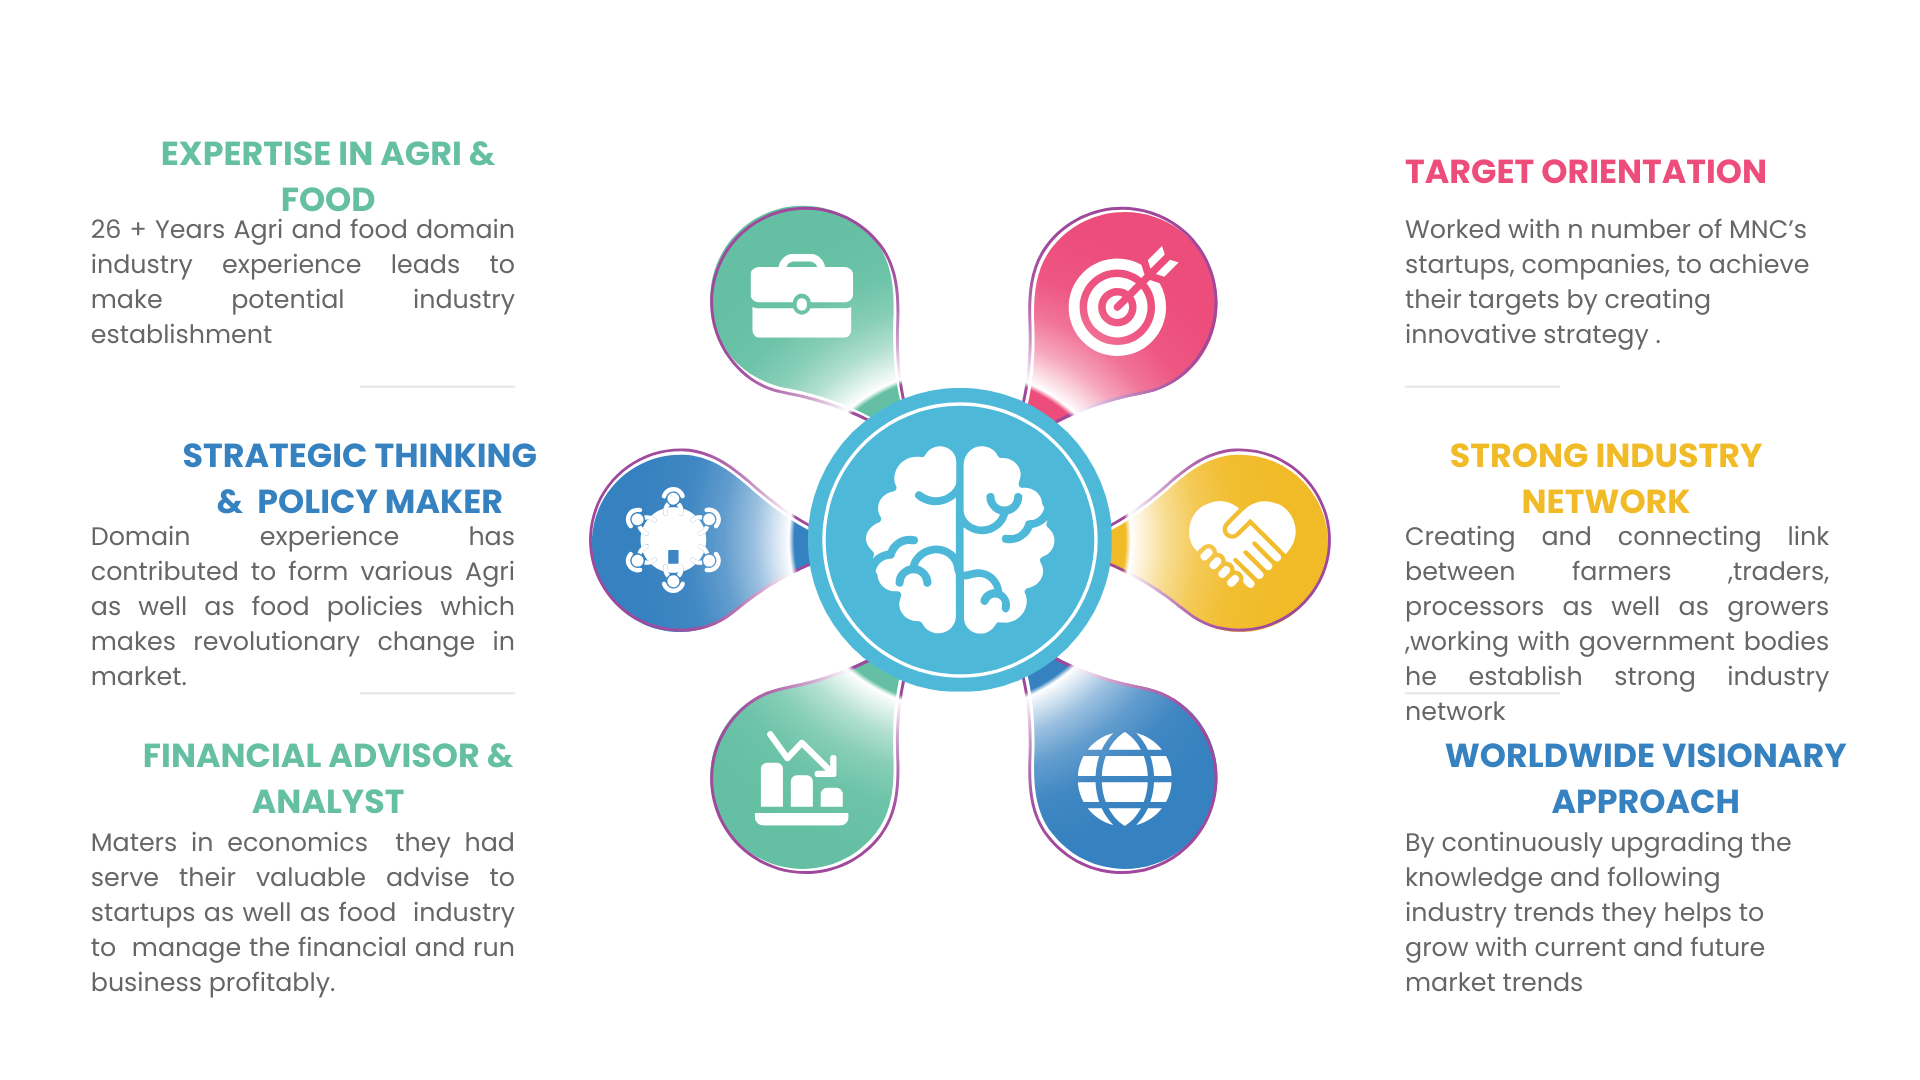 EXPERTISE IN AGRI &
FOOD
26 + Years Agri and food domain
industry experience leads to
make potential industry
establishment
STRATEGIC THINKING
& POLICY MAKER
Domain experience has
contributed to form various Agri
as well as food policies which
makes revolutionary change in
market.
FINANCIAL ADVISOR &
ANALYST
Maters in economics they had
serve their valuable advise to
startups as well as food industry
to manage the financial and run
business profitably.
TARGET ORIENTATION
Worked with n number of MNC’s
startups, companies, to achieve
their targets by creating
innovative strategy .
STRONG INDUSTRY
NETWORK
Creating and connecting link
between farmers ,traders,
processors as well as growers
,working with government bodies
he establish strong industry
network
WORLDWIDE VISIONARY
APPROACH
By continuously upgrading the
knowledge and following
industry trends they helps to
grow with current and future
market trends